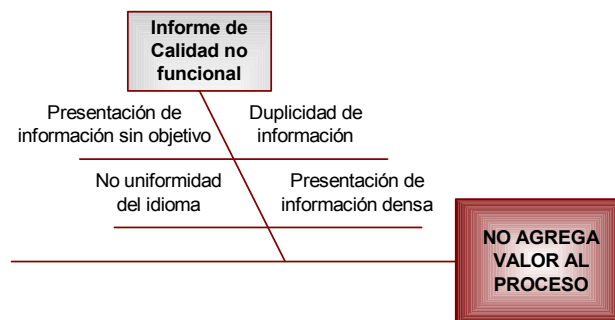 Informe de
Calidad no
funcional
Presentación de
información sin objetivo
Duplicidad de
información
No uniformidad
del idioma
Presentación de
información densa
NO AGREGA
VALOR AL
PROCESO